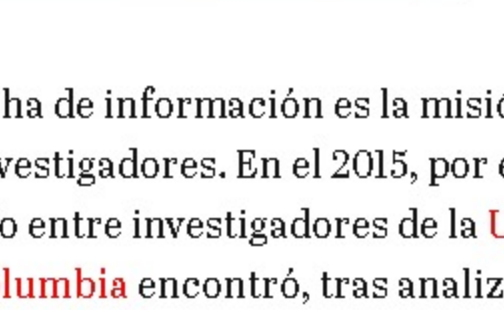 ha de información es la misió
vestigadores. En el 2015, por e
o entre investigadores de la U
lumbia encontró, tras analiz